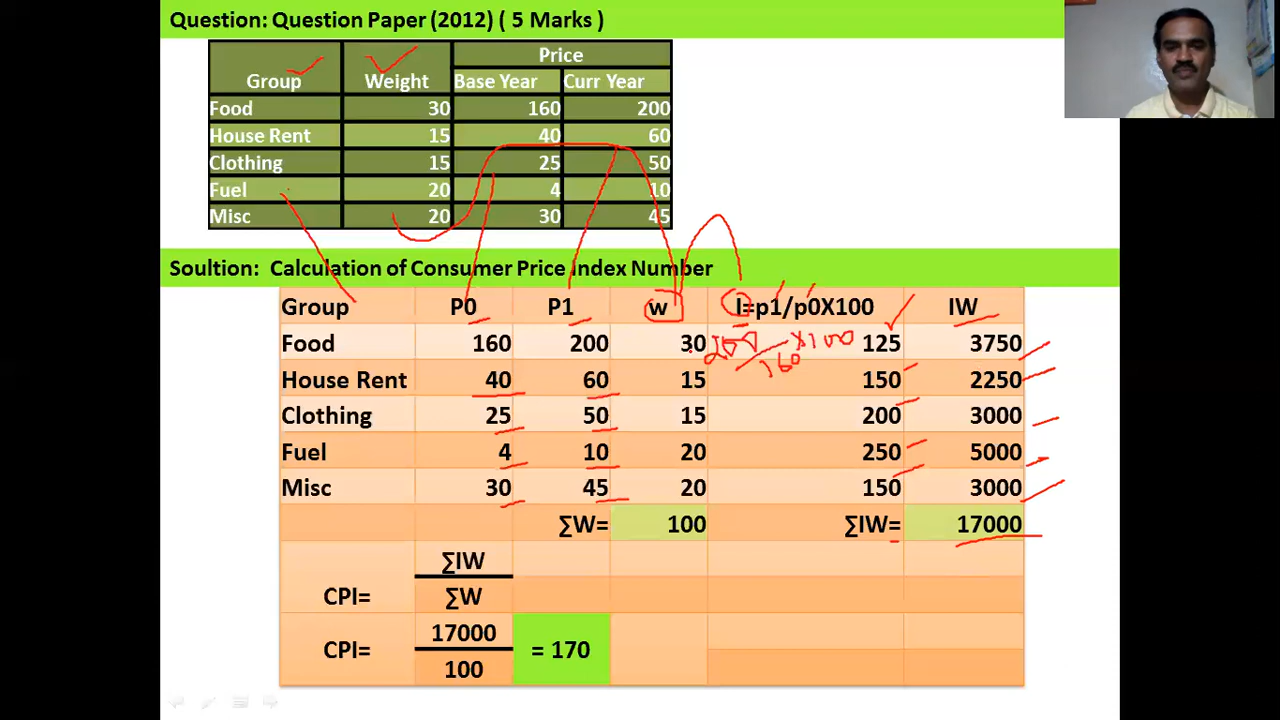 Question: Question Paper (2012) ( 5 Marks )
Group Weight Price
Base Year Curr Year
Food 30 160 200
House Rent 15 40 60
Clothing 15 25 50
Fuel 20 4 10
Misc 20 30 45
Soultion: Calculation of Consumer Price Index Number
Group P0 P1 w I=p1/p0X100 IW
Food 160 200 30 200/160 X100 125 3750
House Rent 40 60 15 150 2250
Clothing 25 50 15 200 3000
Fuel 4 10 20 250 5000
Misc 30 45 20 150 3000
∑W= 100 ∑IW= 17000
∑IW
CPI= ∑W
17000
CPI= = 170
100